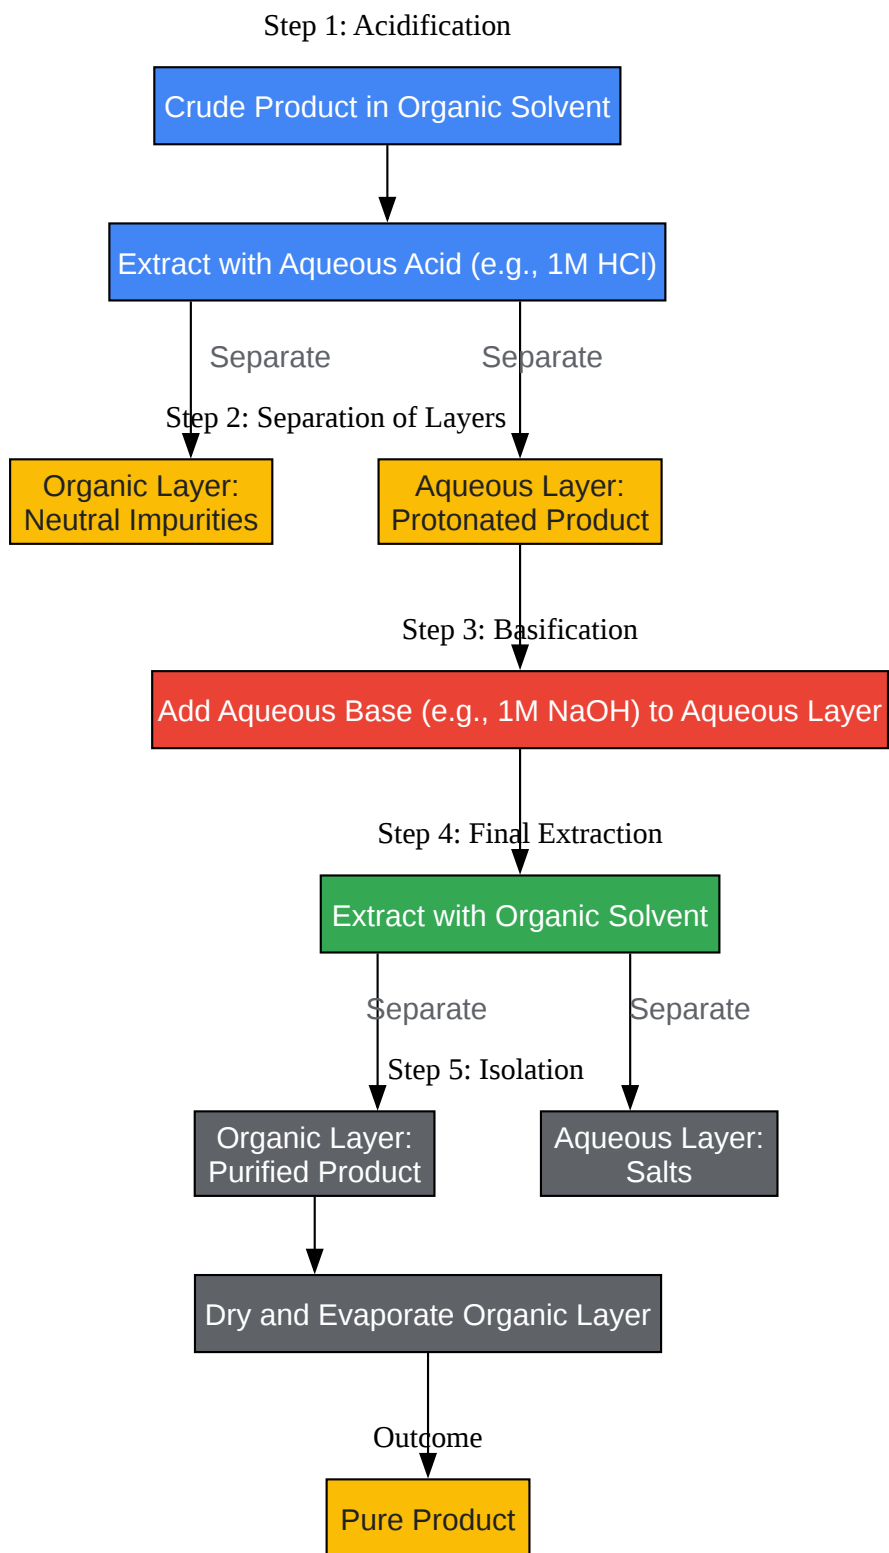 Step 1: Acidification
Crude Product in Organic Solvent
Extract with Aqueous Acid (e.g., 1M HCl)
Separate
Separate
Step 2: Separation of Layers
Organic Layer:
Neutral Impurities
Aqueous Layer:
Protonated Product
Step 3: Basification
Add Aqueous Base (e.g., 1M NaOH) to Aqueous Layer
Step 4: Final Extraction
Extract with Organic Solvent
Separate
Separate
Step 5: Isolation
Organic Layer:
Purified Product
Aqueous Layer:
Salts
Dry and Evaporate Organic Layer
Outcome
Pure Product